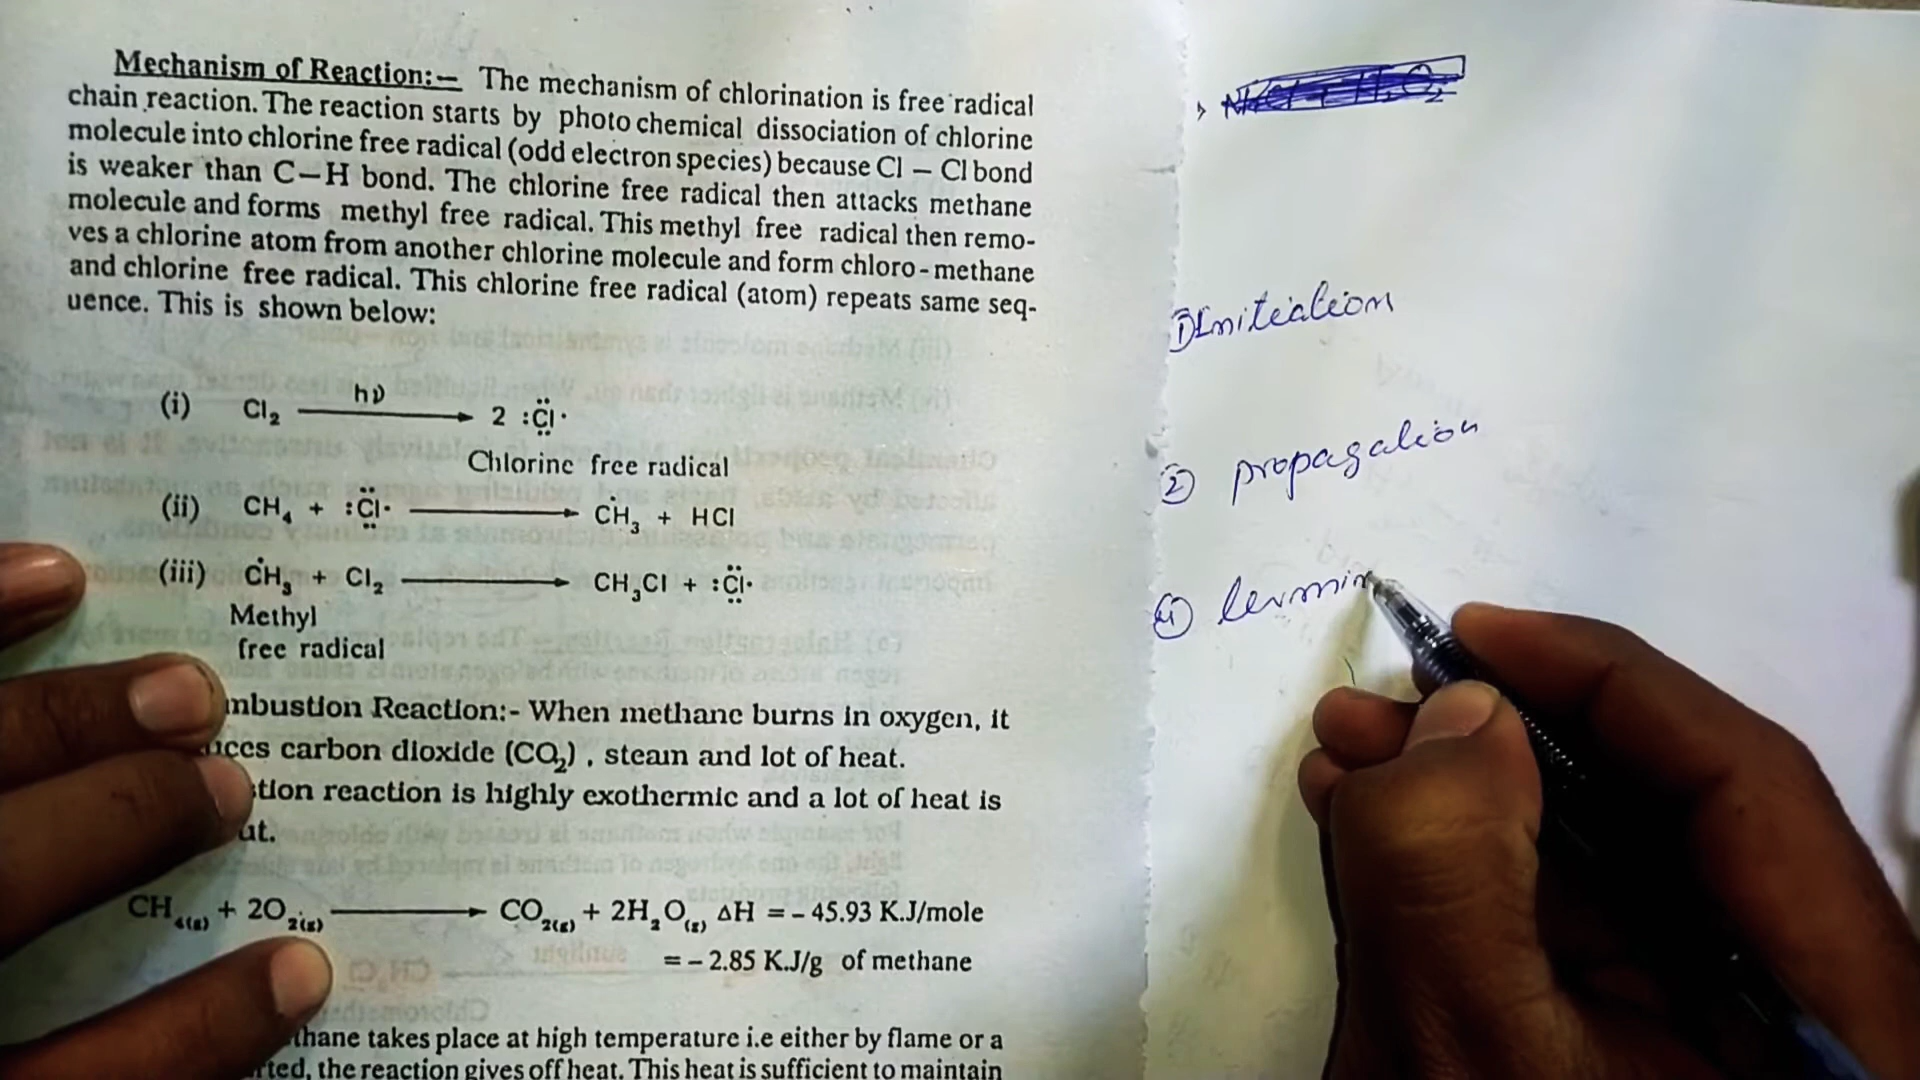 Mechanism of Reaction:— The mechanism of chlorination is free radical
chain reaction. The reaction starts by photo chemical dissociation of chlorine
molecule into chlorine free radical (odd electron species) because Cl – Cl bond
is weaker than C–H bond. The chlorine free radical then attacks methane
molecule and forms methyl free radical. This methyl free radical then remo-
ves a chlorine atom from another chlorine molecule and form chloro-methane
and chlorine free radical. This chlorine free radical (atom) repeats same seq-
uence. This is shown below:
(i) Cl₂ —hν→ 2 :C̈l·
Chlorine free radical
(ii) CH₄ + :C̈l· ⟶ ĊH₃ + HCl
(iii) ĊH₃ + Cl₂ ⟶ CH₃Cl + :C̈l·
Methyl
free radical
mbustion Reaction:- When methane burns in oxygen, it
uces carbon dioxide (CO₂) , steam and lot of heat.
tion reaction is highly exothermic and a lot of heat is
ut.
CH₄(g) + 2O₂(g) ⟶ CO₂(g) + 2H₂O(g) ΔH = – 45.93 K.J/mole
= – 2.85 K.J/g of methane
thane takes place at high temperature i.e either by flame or a
rted, the reaction gives off heat. This heat is sufficient to maintain
① Initiation
② propagation
termin